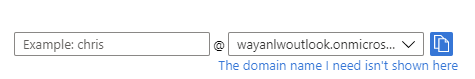 Example: chris @ wayanlwoutlook.onmicros...
The domain name I need isn't shown here